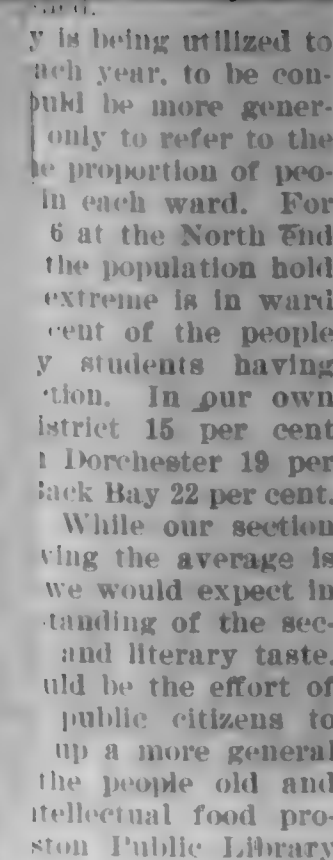 y is being utilized to
ach year, to be con-
ould be more gener-
only to refer to the
e proportion of peo-
in each ward. For
6 at the North End
the population hold
extreme is in ward
cent of the people
y students having
tion. In our own
istrict 15 per cent
n Dorchester 19 per
Back Bay 22 per cent.
While our section
ving the average is
we would expect in
tanding of the sec-
and literary taste.
uld be the effort of
public citizens to
up a more general
the people old and
ntellectual food pro-
ston Public Library